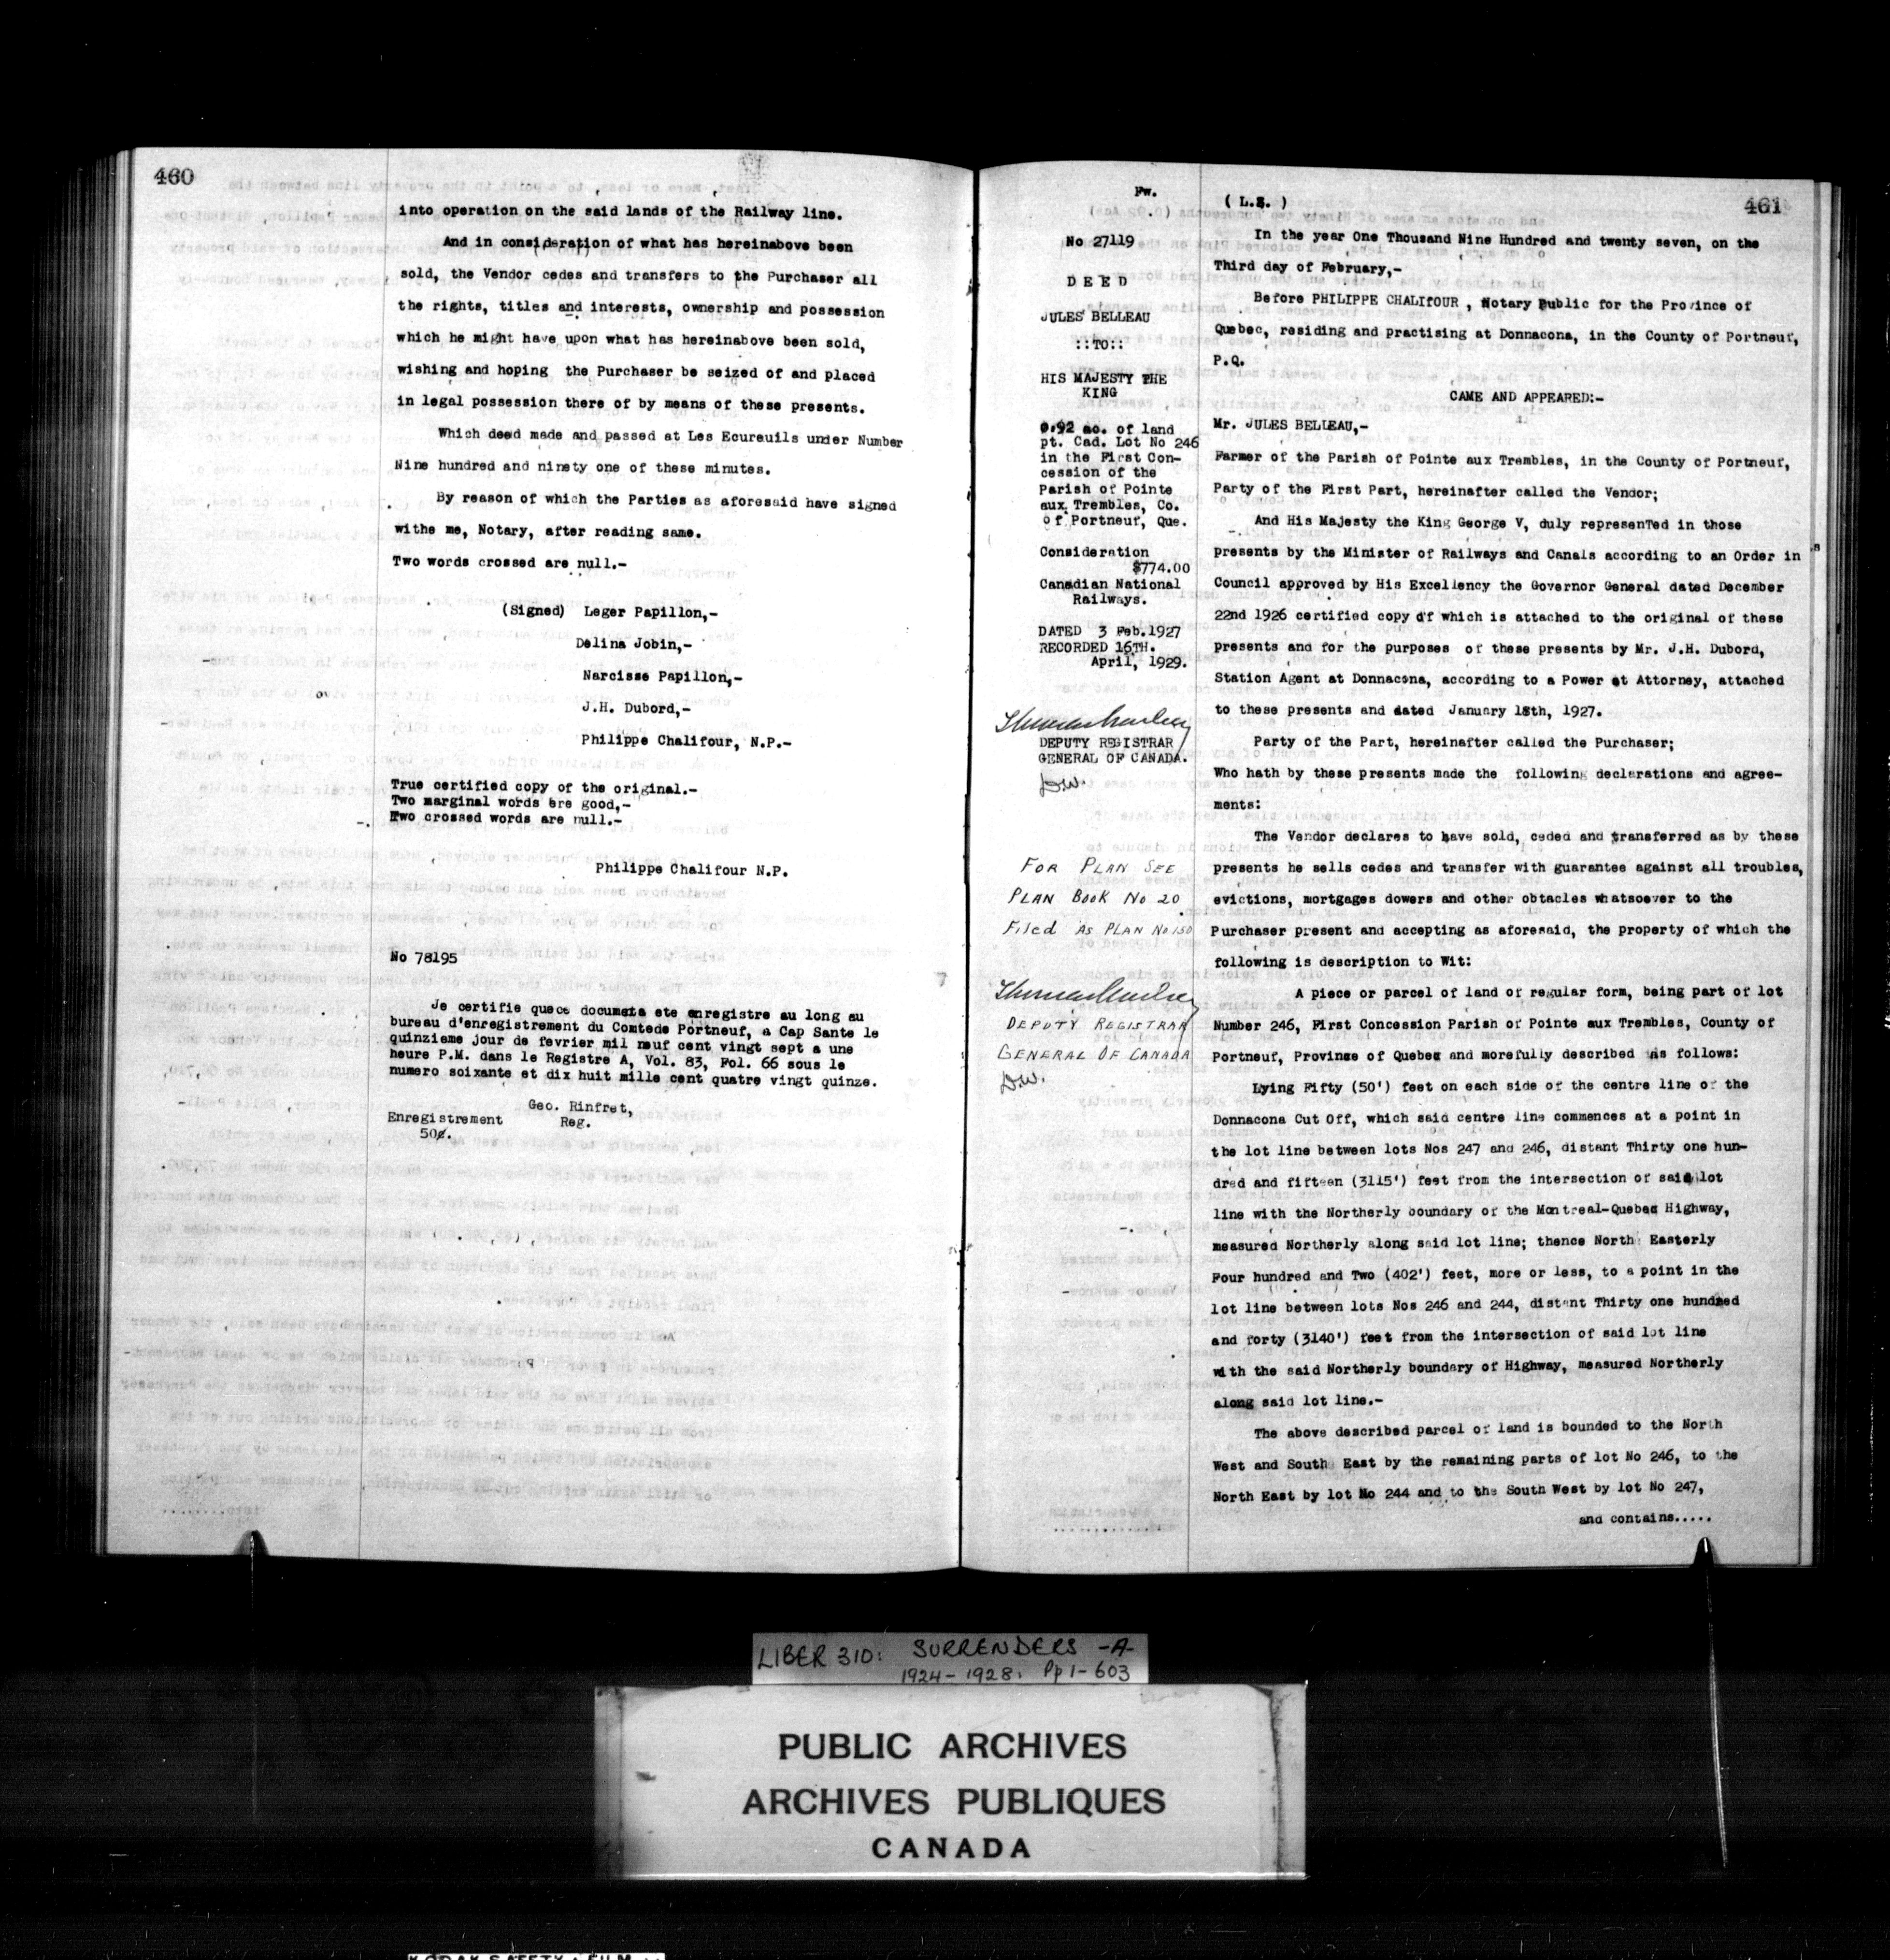 460
into operation on the said lands of the Railway line.
And in consideration of what has hereinabove been
sold, the Vendor cedes and transfers to the Purchaser all
the rights, titles and interests, ownership and possession
which he might have upon what has hereinabove been sold,
wishing and hoping the Purchaser be seized of and placed
in legal possession there of by means of these presents.
Which deed made and passed at Les Ecureuils under Number
Nine hundred and ninety one of these minutes.
By reason of which the Parties as aforesaid have signed
withe me, Notary, after reading same.
Two words crossed are null.-
(Signed) Leger Papillon,-
Delina Jobin,-
Narcisse Papillon,-
J.H. Dubord,-
Philippe Chalifour, N.P.-
True certified copy of the original.-
Two marginal words are good,-
Two crossed words are null.-
Philippe Chalifour N.P.
No 78195
Je certifie quece documeta ete enregistre au long au
bureau d'enregistrement du Comtede Portneuf, a Cap Sante le
quinzieme jour de fevrier mil neuf cent vingt sept a une
heure P.M. dans le Registre A, Vol. 83, Fol. 66 sous le
numero soixante et dix huit mille cent quatre vingt quinze.
Geo. Rinfret,
Reg.
Enregistrement
50¢.
461
Fw.
No 27119
DEED
JULES BELLEAU
::TO::
HIS MAJESTY THE
KING
0.92 ac. of land
pt. Cad. Lot No 246
in the First Con-
cession of the
Parish of Pointe
aux Trembles, Co.
of Portneuf, Que.
Consideration
$774.00
Canadian National
Railways.
DATED 3 Feb.1927
RECORDED 16TH.
April, 1929.
DEPUTY REGISTRAR
GENERAL OF CANADA.
D.W.
FOR PLAN SEE
PLAN BOOK No 20
Filed AS PLAN No 150
DEPUTY REGISTRAR
GENERAL OF CANADA
D.W.
( L.S. )
In the year One Thousand Nine Hundred and twenty seven, on the
Third day of February,-
Before PHILIPPE CHALIFOUR , Notary Public for the Province of
Quebec, residing and practising at Donnacona, in the County of Portneuf,
P.Q.
CAME AND APPEARED:-
Mr. JULES BELLEAU,-
Farmer of the Parish of Pointe aux Trembles, in the County of Portneuf,
Party of the First Part, hereinafter called the Vendor;
And His Majesty the King George V, duly represenTed in those
presents by the Minister of Railways and Canals according to an Order in
Council approved by His Excellency the Governor General dated December
22nd 1926 certified copy of which is attached to the original of these
presents and for the purposes of these presents by Mr. J.H. Dubord,
Station Agent at Donnacona, according to a Power at Attorney, attached
to these presents and dated January 18th, 1927.
Party of the Part, hereinafter called the Purchaser;
Who hath by these presents made the following declarations and agree-
ments:
The Vendor declares to have sold, ceded and transferred as by these
presents he sells cedes and transfer with guarantee against all troubles,
evictions, mortgages dowers and other obtacles whatsoever to the
Purchaser present and accepting as aforesaid, the property of which the
following is description to Wit:
A piece or parcel of land of regular form, being part of lot
Number 246, First Concession Parish of Pointe aux Trembles, County of
Portneuf, Province of Quebec and morefully described as follows:
Lying Fifty (50') feet on each side of the centre line of the
Donnacona Cut Off, which said centre line commences at a point in
the lot line between lots Nos 247 and 246, distant Thirty one hun-
dred and fifteen (3115') feet from the intersection of said lot
line with the Northerly boundary of the Montreal-Quebec Highway,
measured Northerly along said lot line; thence North Easterly
Four hundred and Two (402') feet, more or less, to a point in the
lot line between lots Nos 246 and 244, distant Thirty one hundred
and forty (3140') feet from the intersection of said lot line
with the said Northerly boundary of Highway, measured Northerly
along said lot line.-
The above described parcel of land is bounded to the North
West and South East by the remaining parts of lot No 246, to the
North East by lot No 244 and to the South West by lot No 247,
and contains.....
LIBER 310: SURRENDERS -A-
1924-1928. Pp 1-603
PUBLIC ARCHIVES
ARCHIVES PUBLIQUES
CANADA